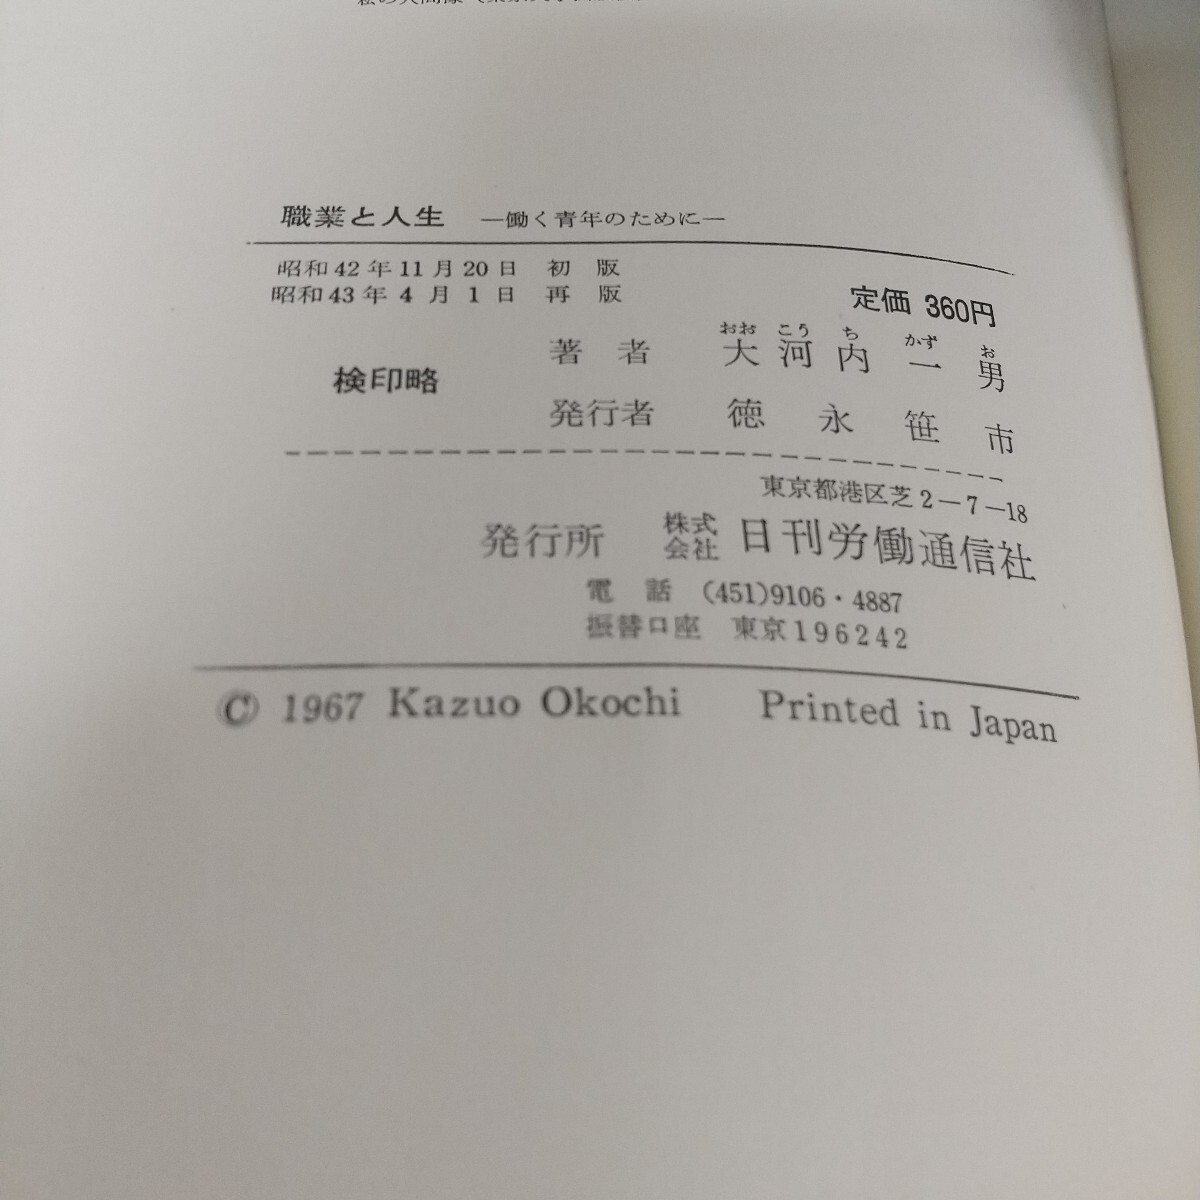 職業と人生 ―働く青年のために―
昭和42年11月20日 初版
昭和43年4月1日 再版
定価 360円
検印略
著者 大河内一男
おおこうちかずお
発行者 徳永笹市
東京都港区芝2－7－18
発行所 株式会社 日刊労働通信社
電話 (451)9106・4887
振替口座 東京196242
© 1967 Kazuo Okochi Printed in Japan